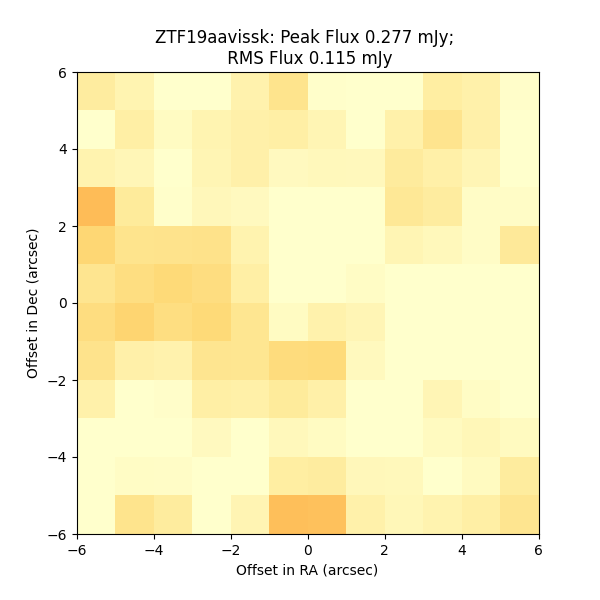 ZTF19aavissk: Peak Flux 0.277 mJy;
RMS Flux 0.115 mJy
6
4
2
0
−2
−4
−6
Offset in Dec (arcsec)
−6 −4 −2 0 2 4 6
Offset in RA (arcsec)